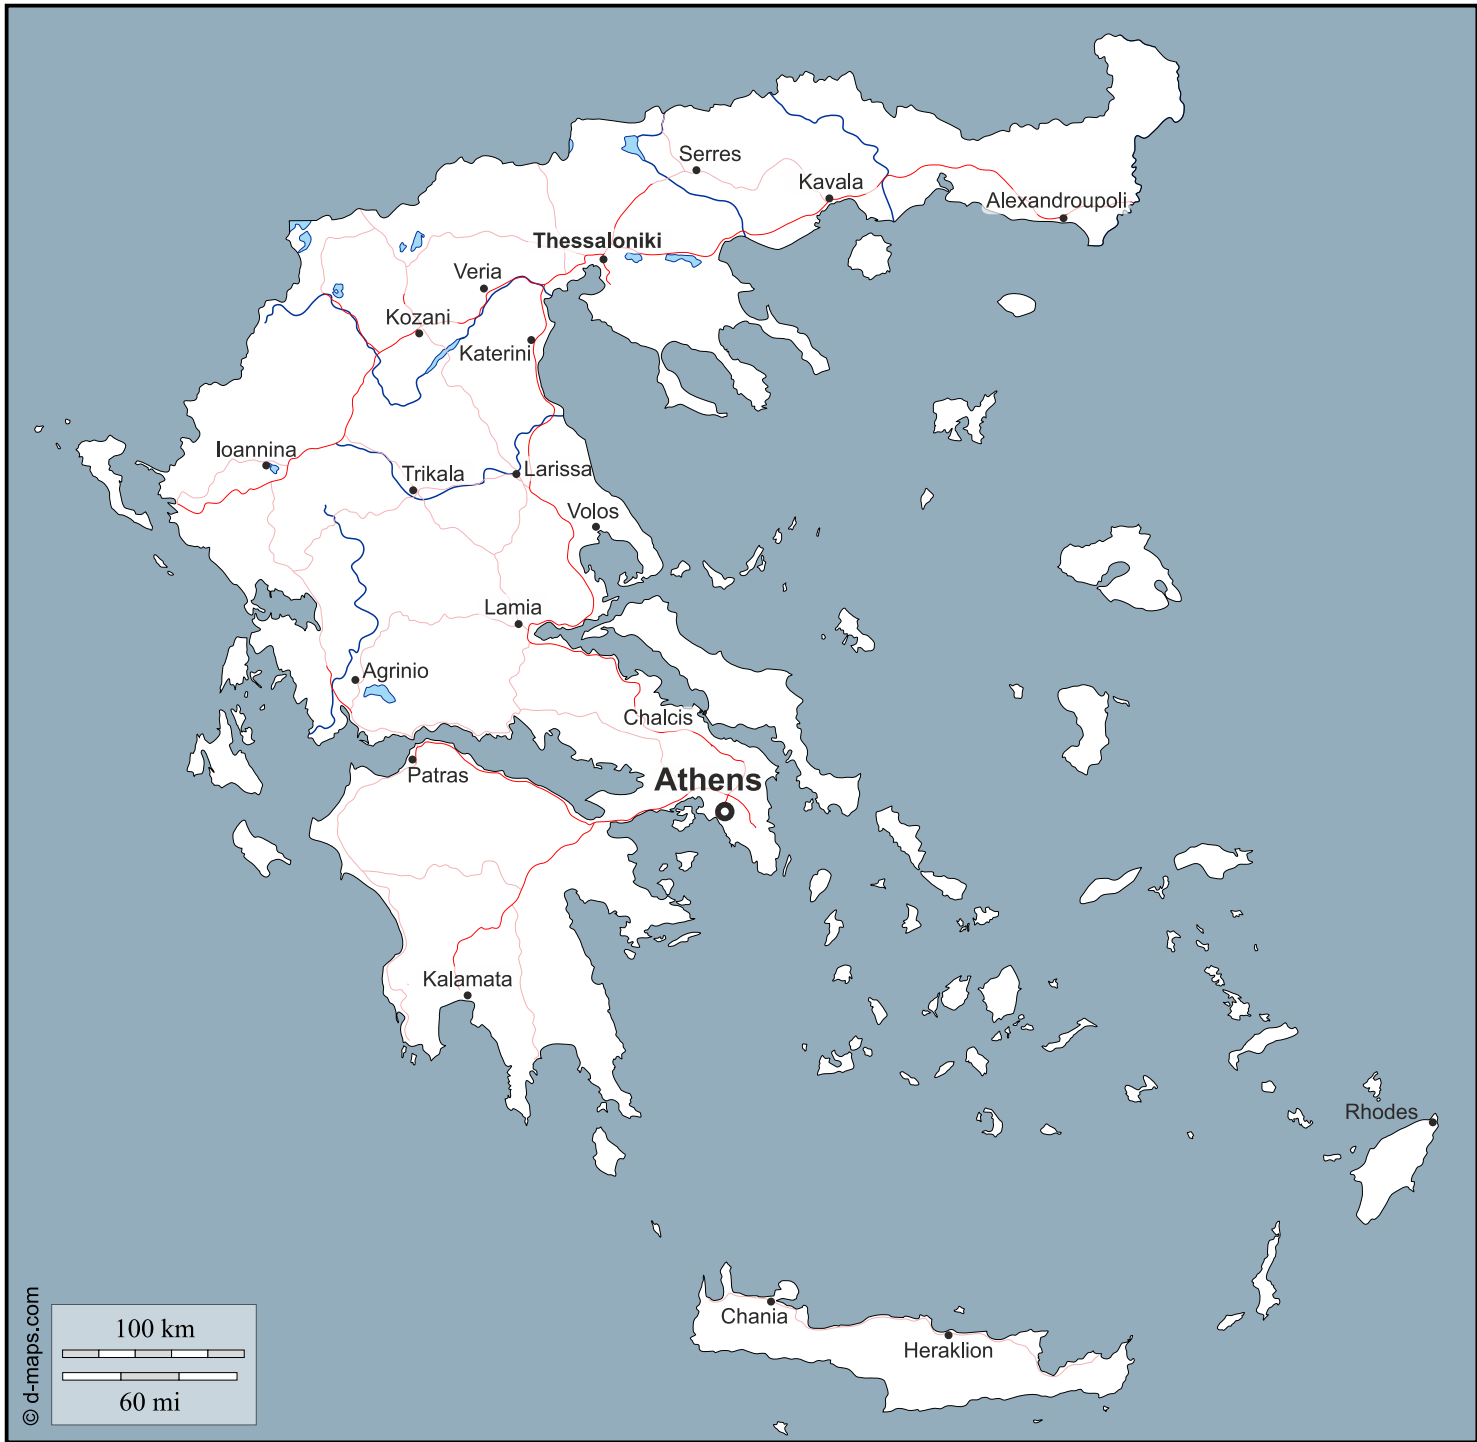 Serres
Kavala
Alexandroupoli
Thessaloniki
Veria
Kozani
Katerini
Ioannina
Trikala
Larissa
Volos
Lamia
Agrinio
Chalcis
Patras
Athens
Kalamata
Rhodes
Chania
Heraklion
© d-maps.com
100 km
60 mi